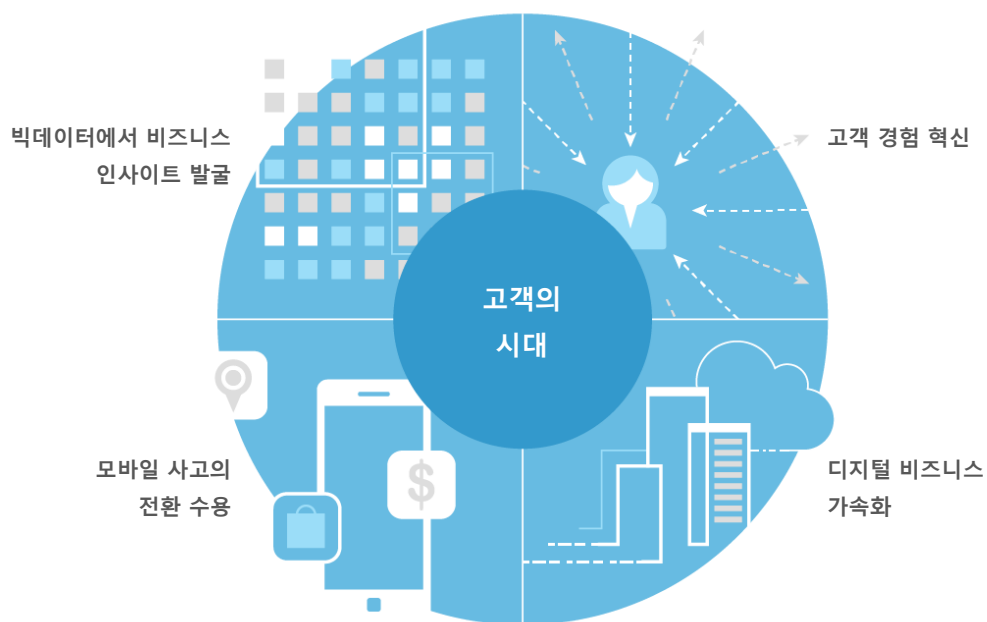 빅데이터에서 비즈니스
인사이트 발굴
고객 경험 혁신
고객의
시대
모바일 사고의
전환 수용
$
디지털 비즈니스
가속화